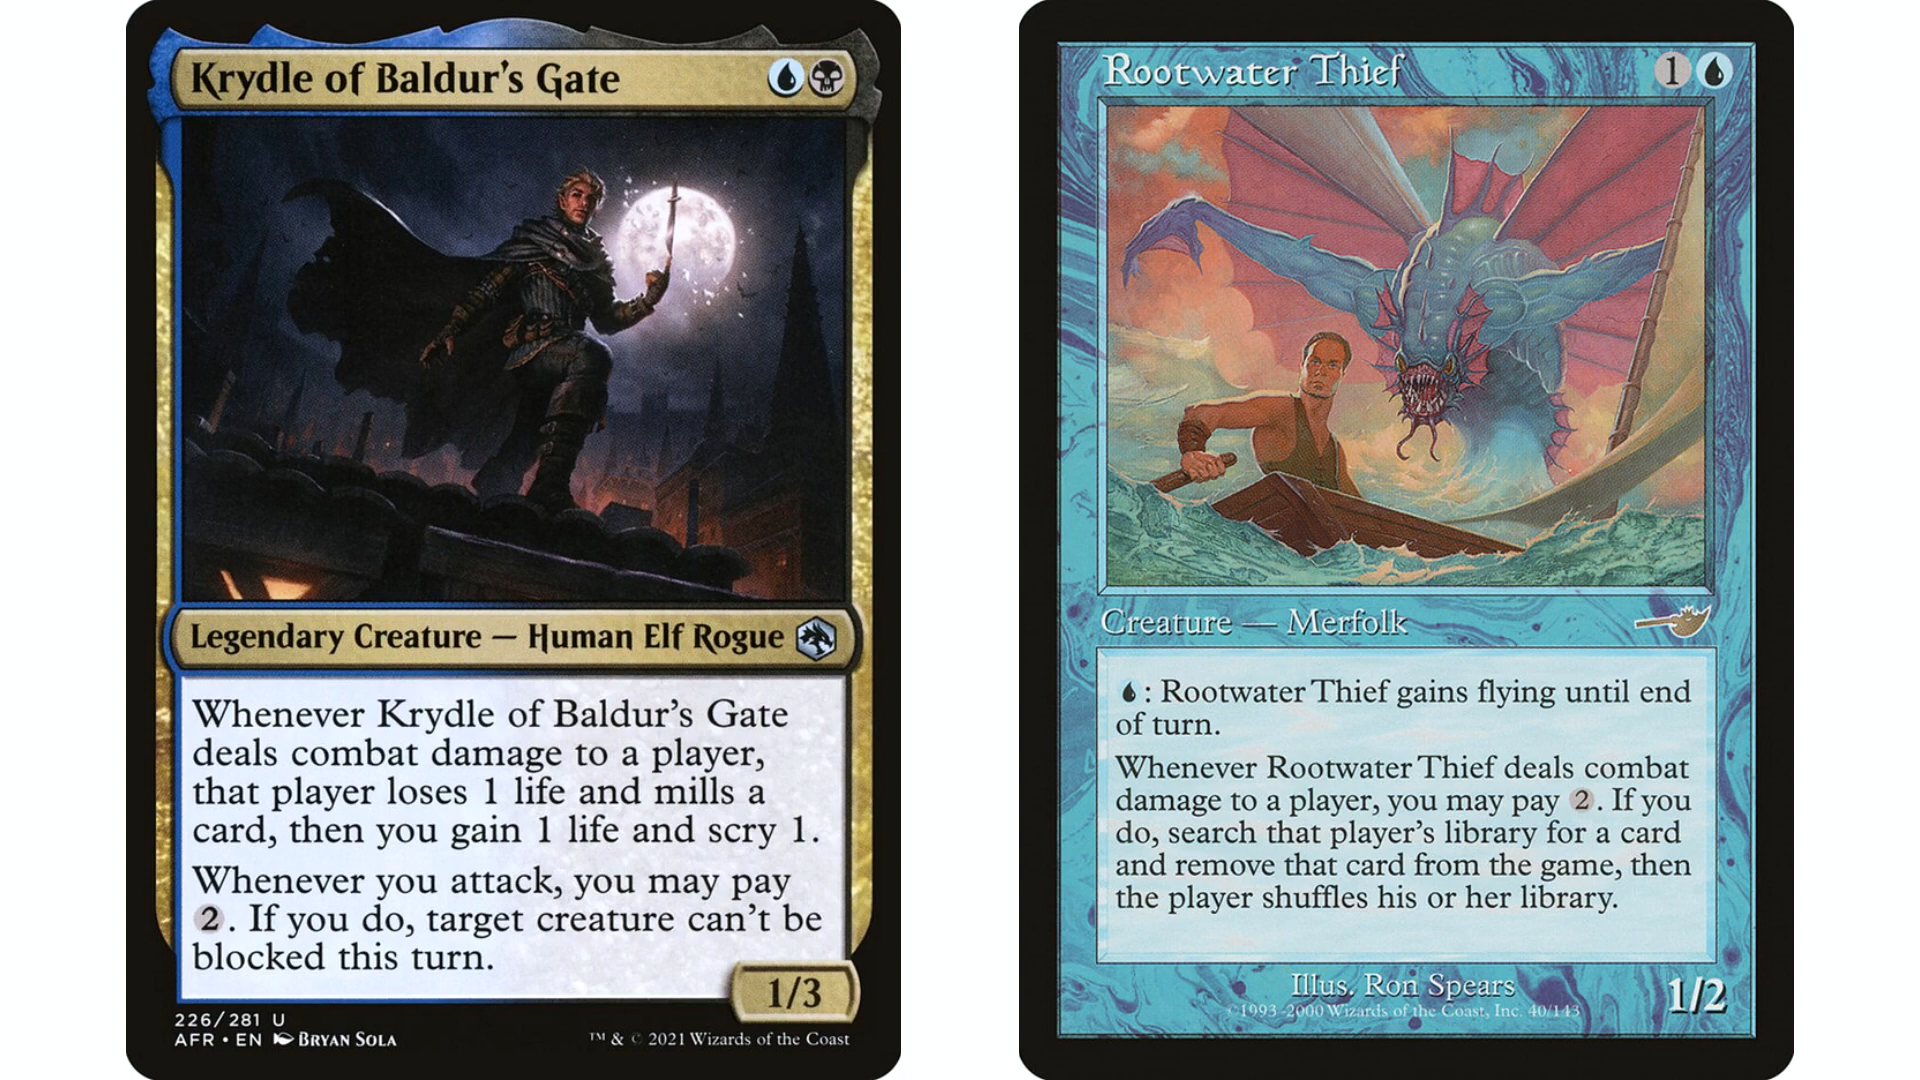 Krydle of Baldur's Gate
Legendary Creature — Human Elf Rogue
Whenever Krydle of Baldur's Gate
deals combat damage to a player,
that player loses 1 life and mills a
card, then you gain 1 life and scry 1.
Whenever you attack, you may pay
2. If you do, target creature can't be
blocked this turn.
1/3
226/281 U
AFR • EN BRYAN SOLA
™ & © 2021 Wizards of the Coast
Rootwater Thief 1
Creature — Merfolk
: Rootwater Thief gains flying until end
of turn.
Whenever Rootwater Thief deals combat
damage to a player, you may pay 2. If you
do, search that player's library for a card
and remove that card from the game, then
the player shuffles his or her library.
Illus. Ron Spears
©1993-2000 Wizards of the Coast, Inc. 40/143
1/2